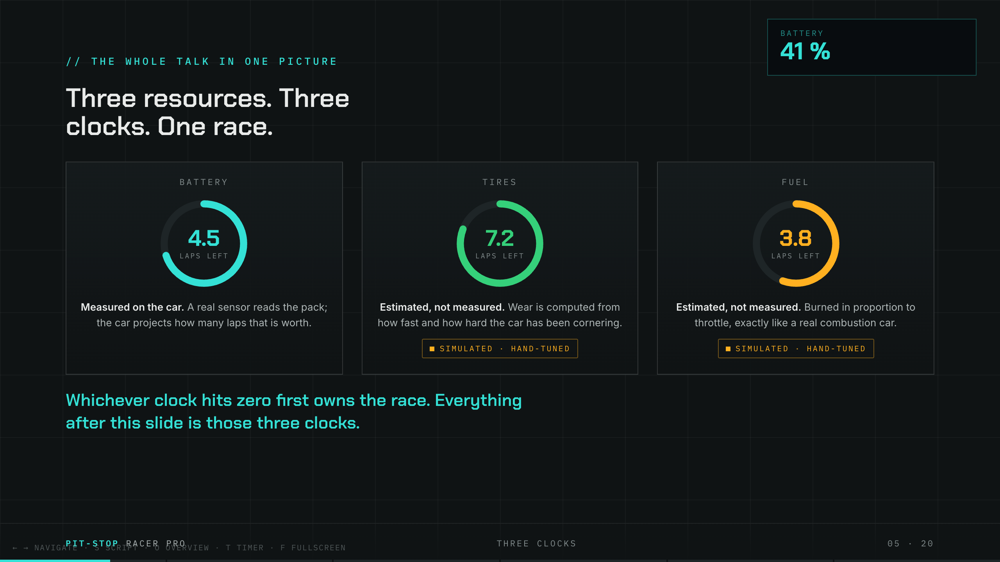 BATTERY
41 %
// THE WHOLE TALK IN ONE PICTURE
Three resources. Three
clocks. One race.
BATTERY
4.5
LAPS LEFT
Measured on the car. A real sensor reads the pack;
the car projects how many laps that is worth.
TIRES
7.2
LAPS LEFT
Estimated, not measured. Wear is computed from
how fast and how hard the car has been cornering.
SIMULATED · HAND-TUNED
FUEL
3.8
LAPS LEFT
Estimated, not measured. Burned in proportion to
throttle, exactly like a real combustion car.
SIMULATED · HAND-TUNED
Whichever clock hits zero first owns the race. Everything
after this slide is those three clocks.
PIT-STOP RACER PRO
THREE CLOCKS
05 · 20
← → NAVIGATE · S SCRIPT · O OVERVIEW · T TIMER · F FULLSCREEN